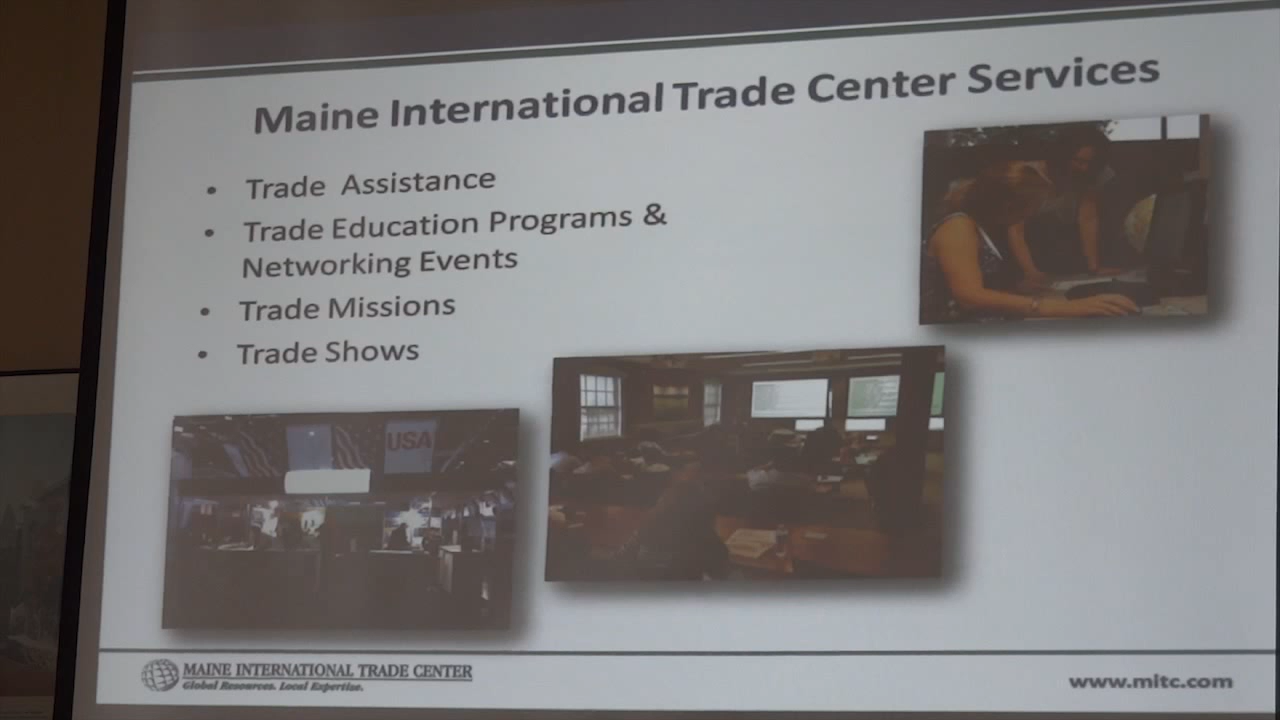 Maine International Trade Center Services
• Trade Assistance
• Trade Education Programs &
Networking Events
• Trade Missions
• Trade Shows
USA
MAINE INTERNATIONAL TRADE CENTER
Global Resources. Local Expertise.
www.mitc.com